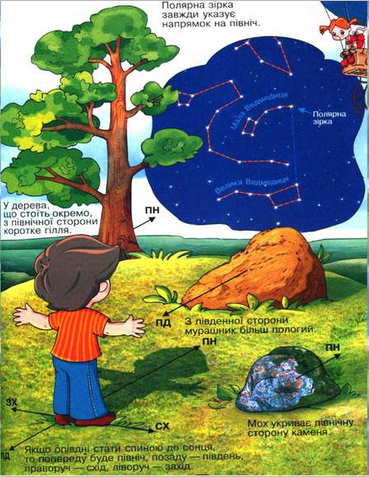 Полярна зірка
завжди указує
напрямок на північ.
Мала Ведмедиця
Полярна
зірка
Велика Ведмедиця
У дерева,
що стоїть окремо,
з північної сторони
коротке гілля.
ПН
ПД
З південної сторони
мурашник більш пологий.
ПН
ПН
ЗХ
СХ
Мох укриває північну
сторону каменя.
ПД
Якщо опівдні стати спиною до сонця,
то попереду буде північ, позаду — південь,
праворуч — схід, ліворуч — захід.